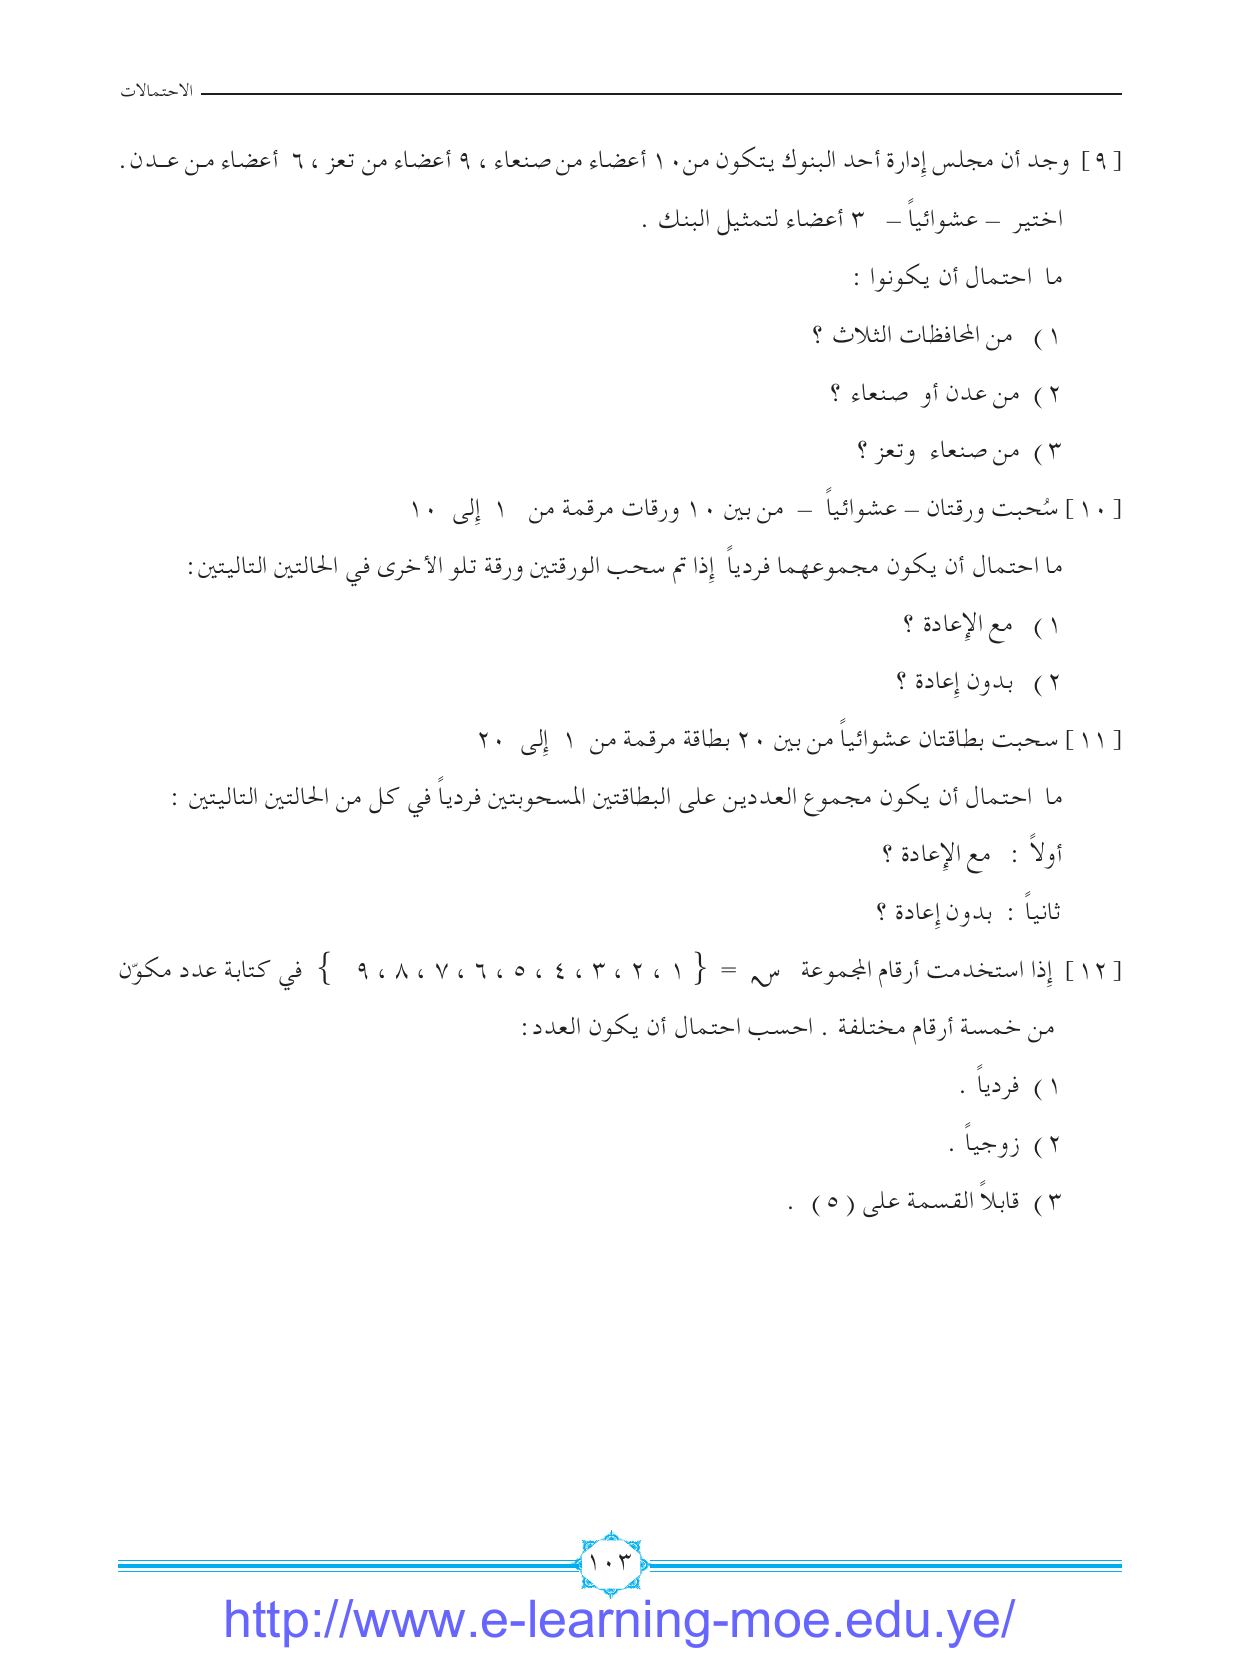 الاحتمالات
[ ٩ ] وجد أن مجلس إدارة أحد البنوك يتكون من ١٠ أعضاء من صنعاء ، ٩ أعضاء من تعز ، ٦ أعضاء من عـدن .
اختير – عشوائياً – ٣ أعضاء لتمثيل البنك .
ما احتمال أن يكونوا :
١ ) من المحافظات الثلاث ؟
٢ ) من عدن أو صنعاء ؟
٣ ) من صنعاء وتعز ؟
[ ١٠ ] سُحبت ورقتان – عشوائياً – من بين ١٠ ورقات مرقمة من ١ إلى ١٠
ما احتمال أن يكون مجموعهما فردياً إذا تم سحب الورقتين ورقة تلو الأخرى في الحالتين التاليتين :
١ ) مع الإعادة ؟
٢ ) بدون إعادة ؟
[ ١١ ] سحبت بطاقتان عشوائياً من بين ٢٠ بطاقة مرقمة من ١ إلى ٢٠
ما احتمال أن يكون مجموع العددين على البطاقتين المسحوبتين فردياً في كل من الحالتين التاليتين :
أولاً : مع الإعادة ؟
ثانياً : بدون إعادة ؟
[ ١٢ ] إذا استخدمت أرقام المجموعة س = { ١ ، ٢ ، ٣ ، ٤ ، ٥ ، ٦ ، ٧ ، ٨ ، ٩ } في كتابة عدد مكوّن
من خمسة أرقام مختلفة . احسب احتمال أن يكون العدد :
١ ) فردياً .
٢ ) زوجياً .
٣ ) قابلاً القسمة على ( ٥ ) .
١٠٣
http://www.e-learning-moe.edu.ye/